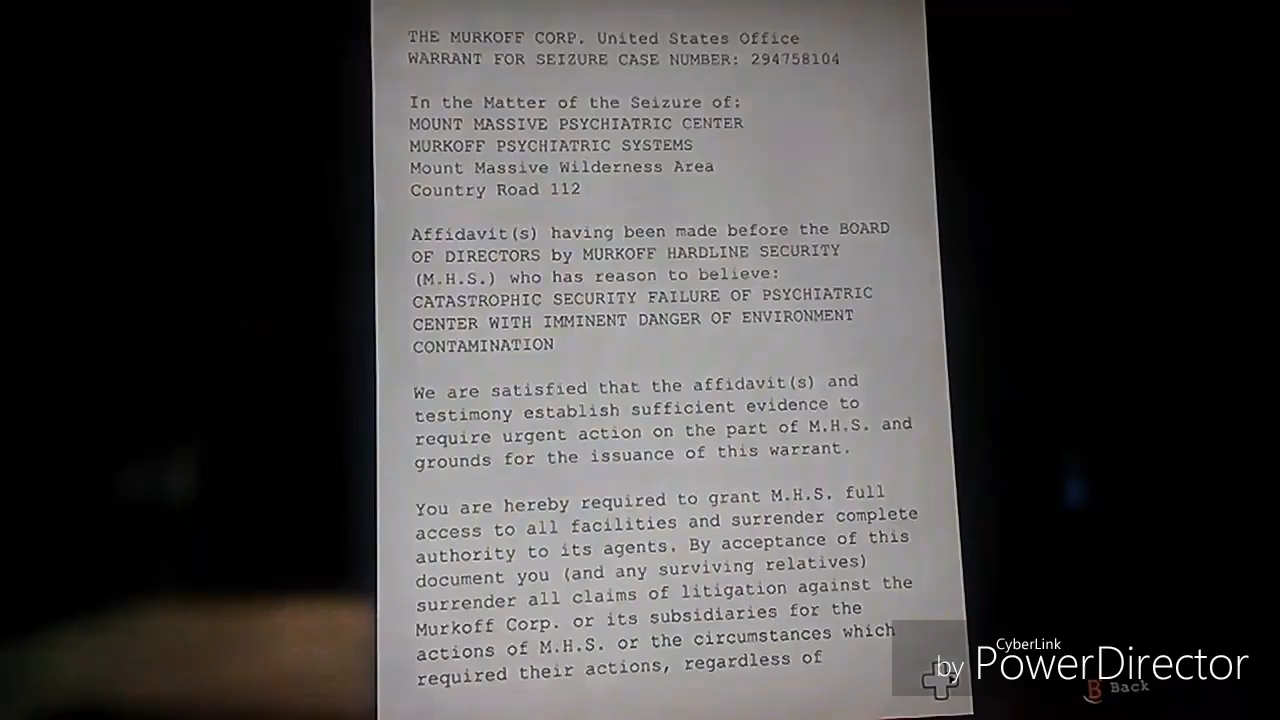 THE MURKOFF CORP. United States Office
WARRANT FOR SEIZURE CASE NUMBER: 294758104
In the Matter of the Seizure of:
MOUNT MASSIVE PSYCHIATRIC CENTER
MURKOFF PSYCHIATRIC SYSTEMS
Mount Massive Wilderness Area
Country Road 112
Affidavit(s) having been made before the BOARD
OF DIRECTORS by MURKOFF HARDLINE SECURITY
(M.H.S.) who has reason to believe:
CATASTROPHIC SECURITY FAILURE OF PSYCHIATRIC
CENTER WITH IMMINENT DANGER OF ENVIRONMENT
CONTAMINATION
We are satisfied that the affidavit(s) and
testimony establish sufficient evidence to
require urgent action on the part of M.H.S. and
grounds for the issuance of this warrant.
You are hereby required to grant M.H.S. full
access to all facilities and surrender complete
authority to its agents. By acceptance of this
document you (and any surviving relatives)
surrender all claims of litigation against the
Murkoff Corp. or its subsidiaries for the
actions of M.H.S. or the circumstances which
required their actions, regardless of
CyberLink
by PowerDirector
B Back